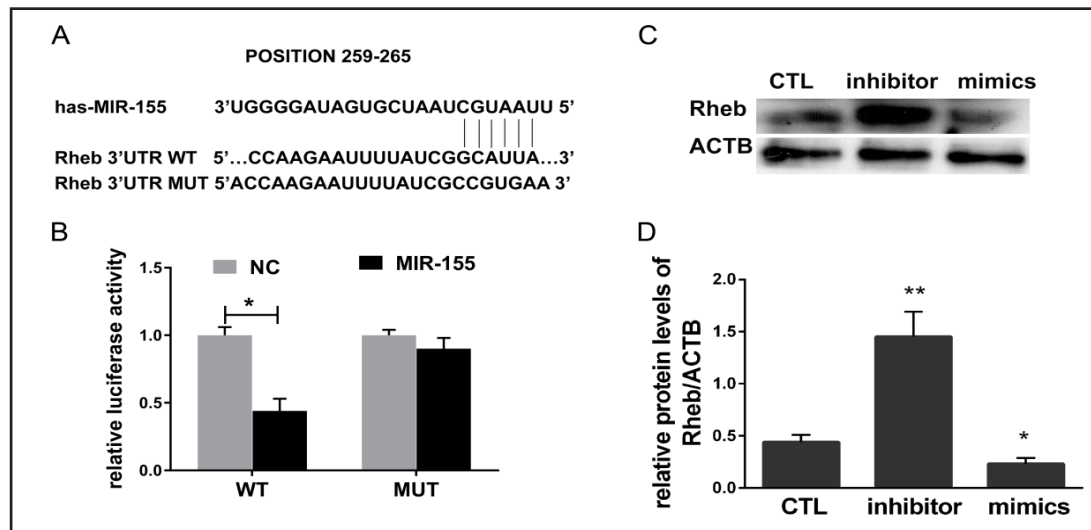 A
POSITION 259-265
has-MIR-155 3'UGGGGAUAGUGCUAAUCGUAAUU 5'
Rheb 3'UTR WT 5'...CCAAGAAUUUUAUCGGCAUUA...3'
Rheb 3'UTR MUT 5'ACCAAGAAUUUUAUCGCCGUGAA 3'
B
NC MIR-155
relative luciferase activity
1.5
*
1.0
0.5
0.0
WT MUT
C
CTL inhibitor mimics
Rheb
ACTB
D
relative protein levels of
Rheb/ACTB
2.0
**
1.5
1.0
0.5
*
0.0
CTL inhibitor mimics